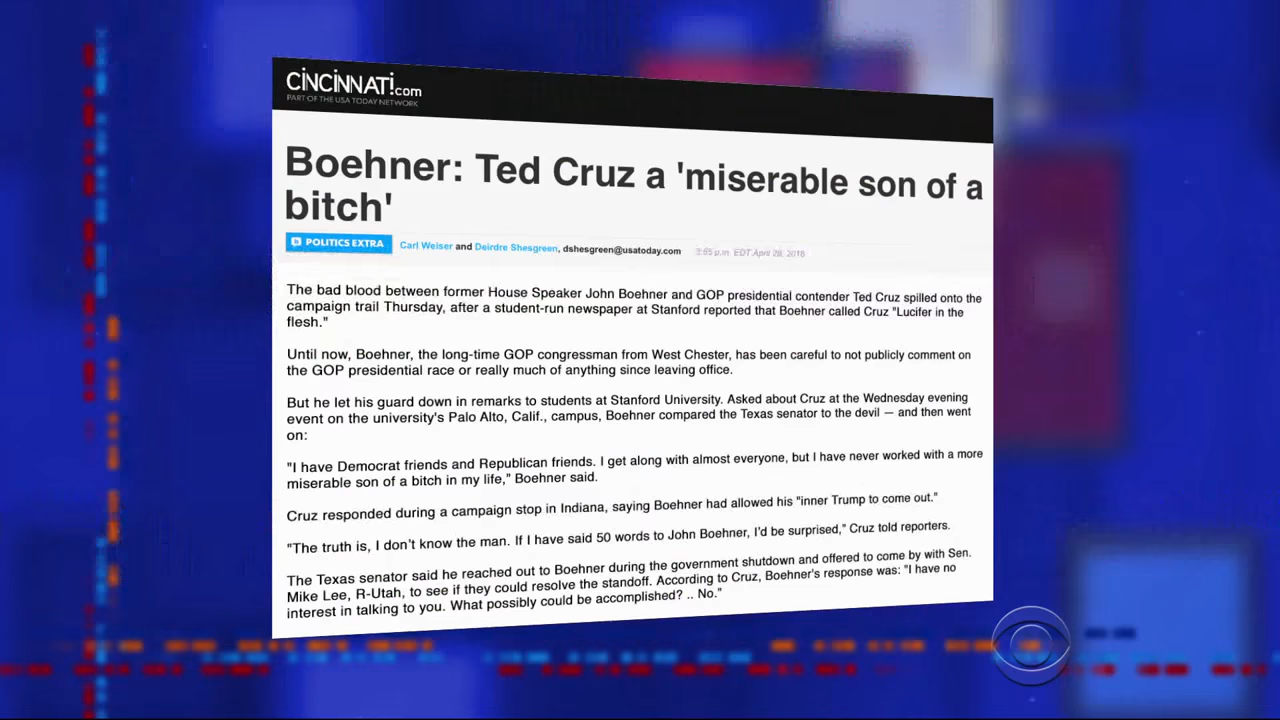 CiNCiNNATi.com
PART OF THE USA TODAY NETWORK
Boehner: Ted Cruz a 'miserable son of a
bitch'
POLITICS EXTRA Carl Weiser and Deirdre Shesgreen, dshesgreen@usatoday.com p.m. EDT April 28, 2016
The bad blood between former House Speaker John Boehner and GOP presidential contender Ted Cruz spilled onto the
campaign trail Thursday, after a student-run newspaper at Stanford reported that Boehner called Cruz "Lucifer in the
flesh."
Until now, Boehner, the long-time GOP congressman from West Chester, has been careful to not publicly comment on
the GOP presidential race or really much of anything since leaving office.
But he let his guard down in remarks to students at Stanford University. Asked about Cruz at the Wednesday evening
event on the university's Palo Alto, Calif., campus, Boehner compared the Texas senator to the devil — and then went
on:
"I have Democrat friends and Republican friends. I get along with almost everyone, but I have never worked with a more
miserable son of a bitch in my life," Boehner said.
Cruz responded during a campaign stop in Indiana, saying Boehner had allowed his "inner Trump to come out."
"The truth is, I don't know the man. If I have said 50 words to John Boehner, I'd be surprised," Cruz told reporters.
The Texas senator said he reached out to Boehner during the government shutdown and offered to come by with Sen.
Mike Lee, R-Utah, to see if they could resolve the standoff. According to Cruz, Boehner's response was: "I have no
interest in talking to you. What possibly could be accomplished? .. No."